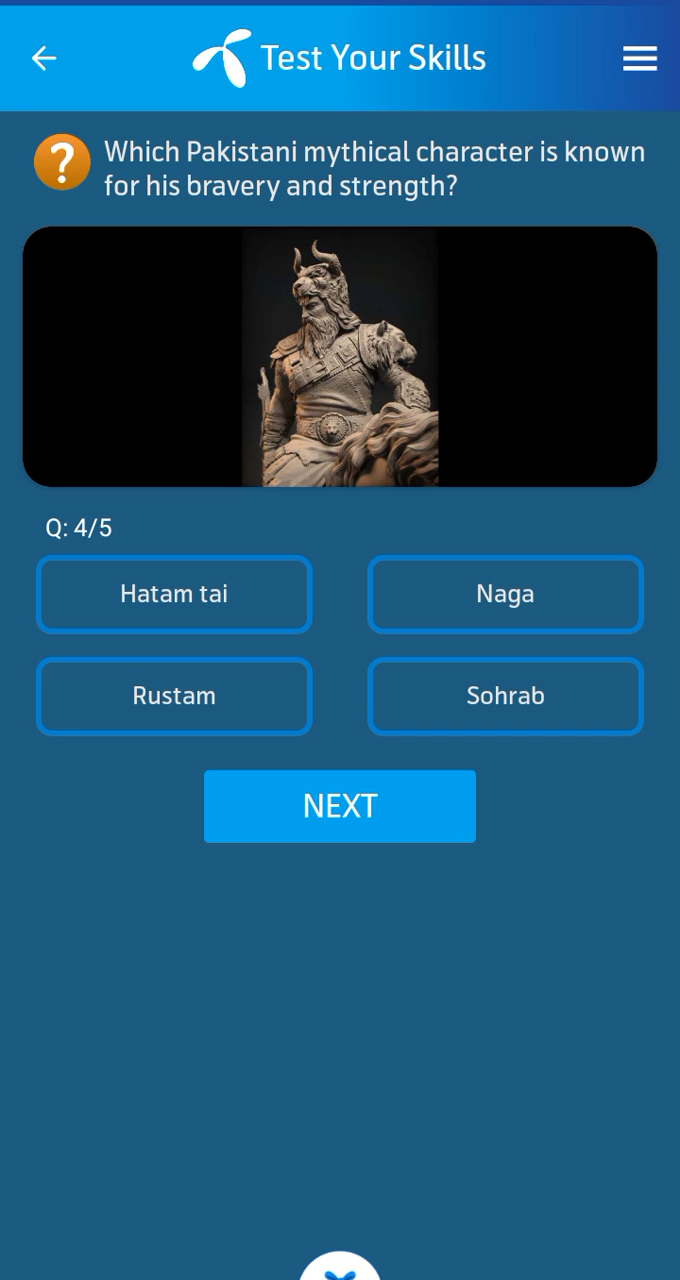 Test Your Skills
Which Pakistani mythical character is known
for his bravery and strength?
Q: 4/5
Hatam tai
Naga
Rustam
Sohrab
NEXT